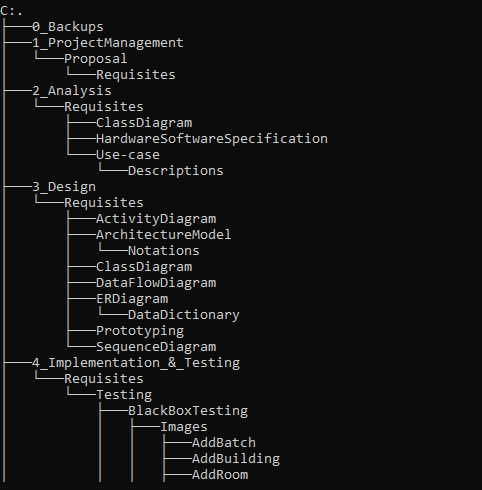 C:.
├───0_Backups
├───1_ProjectManagement
│   └───Proposal
│       └───Requisites
├───2_Analysis
│   └───Requisites
│       ├───ClassDiagram
│       ├───HardwareSoftwareSpecification
│       └───Use-case
│           └───Descriptions
├───3_Design
│   └───Requisites
│       ├───ActivityDiagram
│       ├───ArchitectureModel
│       │   └───Notations
│       ├───ClassDiagram
│       ├───DataFlowDiagram
│       ├───ERDiagram
│       │   └───DataDictionary
│       ├───Prototyping
│       └───SequenceDiagram
├───4_Implementation_&_Testing
│   └───Requisites
│       └───Testing
│           ├───BlackBoxTesting
│           │   ├───Images
│           │   │   ├───AddBatch
│           │   │   ├───AddBuilding
│           │   │   ├───AddRoom